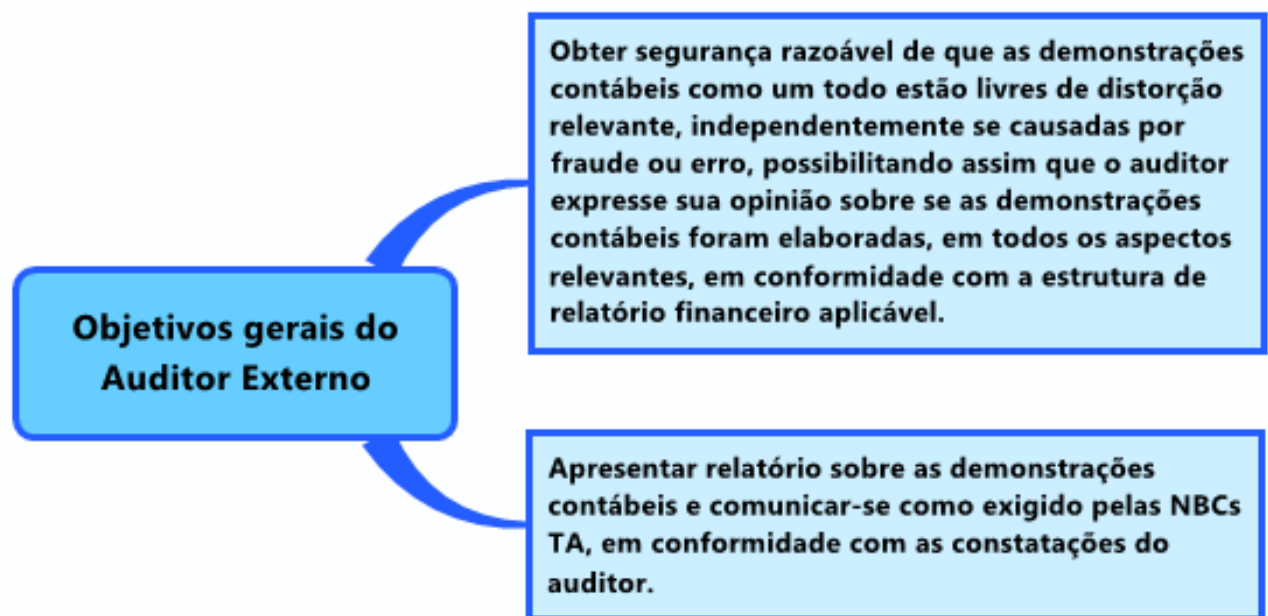 Obter segurança razoável de que as demonstrações
contábeis como um todo estão livres de distorção
relevante, independentemente se causadas por
fraude ou erro, possibilitando assim que o auditor
expresse sua opinião sobre se as demonstrações
contábeis foram elaboradas, em todos os aspectos
relevantes, em conformidade com a estrutura de
relatório financeiro aplicável.
Objetivos gerais do
Auditor Externo
Apresentar relatório sobre as demonstrações
contábeis e comunicar-se como exigido pelas NBCs
TA, em conformidade com as constatações do
auditor.